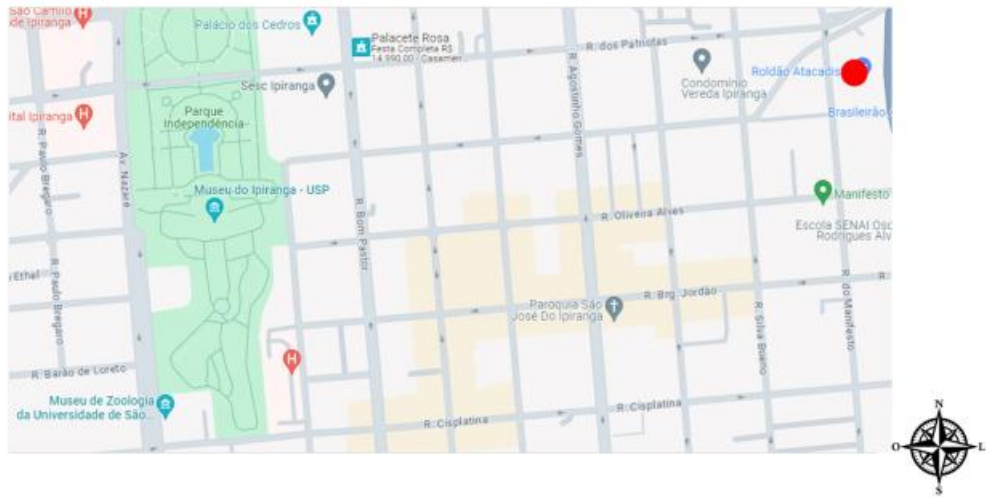 São Camilo
de Ipiranga
Palácio dos Cedros
Palacete Rosa
Festa Completa R$
14.990,00 - Casamen...
R. dos Patriotas
Roldão Atacadis
Condomínio
Vereda Ipiranga
Sesc Ipiranga
Brasileirão
ital Ipiranga
Parque
Independência
R. Agostinho Gomes
R. Paulo Bregaro
Av. Nazaré
Museu do Ipiranga - USP
Manifesto
R. Bom Pastor
R. Oliveira Alves
Escola SENAI Osc
Rodrigues Alv
Ethel
R. Paulo Bregaro
R. Brg. Jordão
R.
Paroquia São
José Do Ipiranga
R. Silva Bueno
R. do Manifesto
R. Barão de Loreto
Museu de Zoologia
da Universidade de São...
R. Cisplatina
R. Cisplatina
H
H
H
N
O
L
S